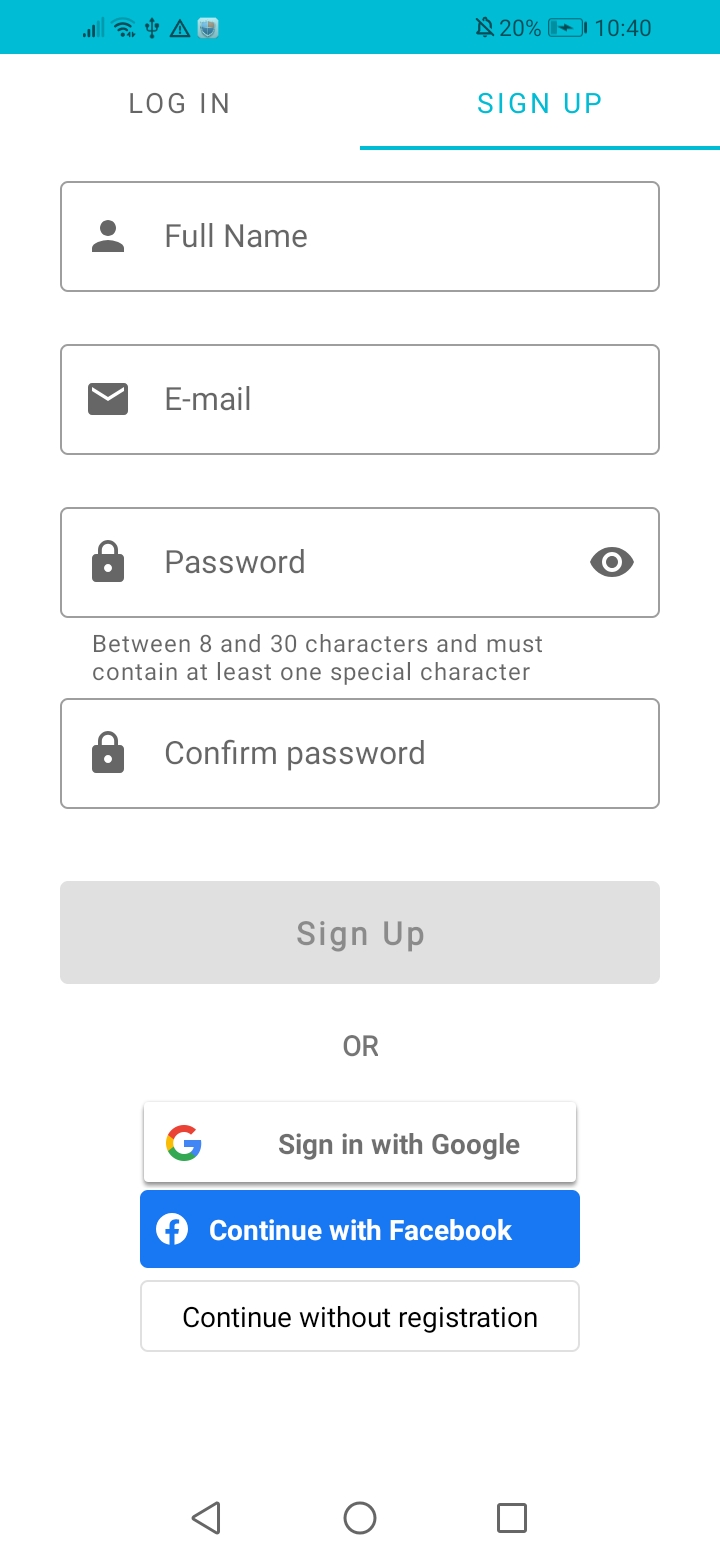 20% 10:40
LOG IN SIGN UP
Full Name
E-mail
Password
Between 8 and 30 characters and must
contain at least one special character
Confirm password
Sign Up
OR
Sign in with Google
Continue with Facebook
Continue without registration